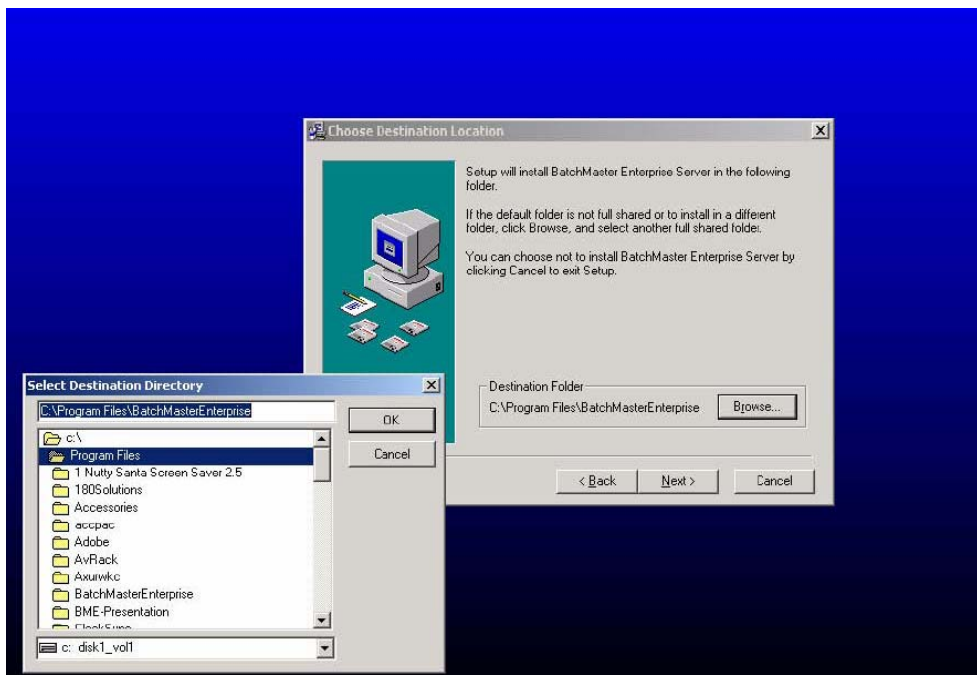 Choose Destination Location
Setup will install BatchMaster Enterprise Server in the following
folder.
If the default folder is not full shared or to install in a different
folder, click Browse, and select another full shared folder.
You can choose not to install BatchMaster Enterprise Server by
clicking Cancel to exit Setup.
Destination Folder
C:\Program Files\BatchMasterEnterprise
Browse...
< Back
Next >
Cancel
Select Destination Directory
C:\Program Files\BatchMasterEnterprise
OK
Cancel
c:\
Program Files
1 Nutty Santa Screen Saver 2.5
180Solutions
Accessories
accpac
Adobe
AvRack
BatchMasterEnterprise
BME-Presentation
c: disk1_vol1